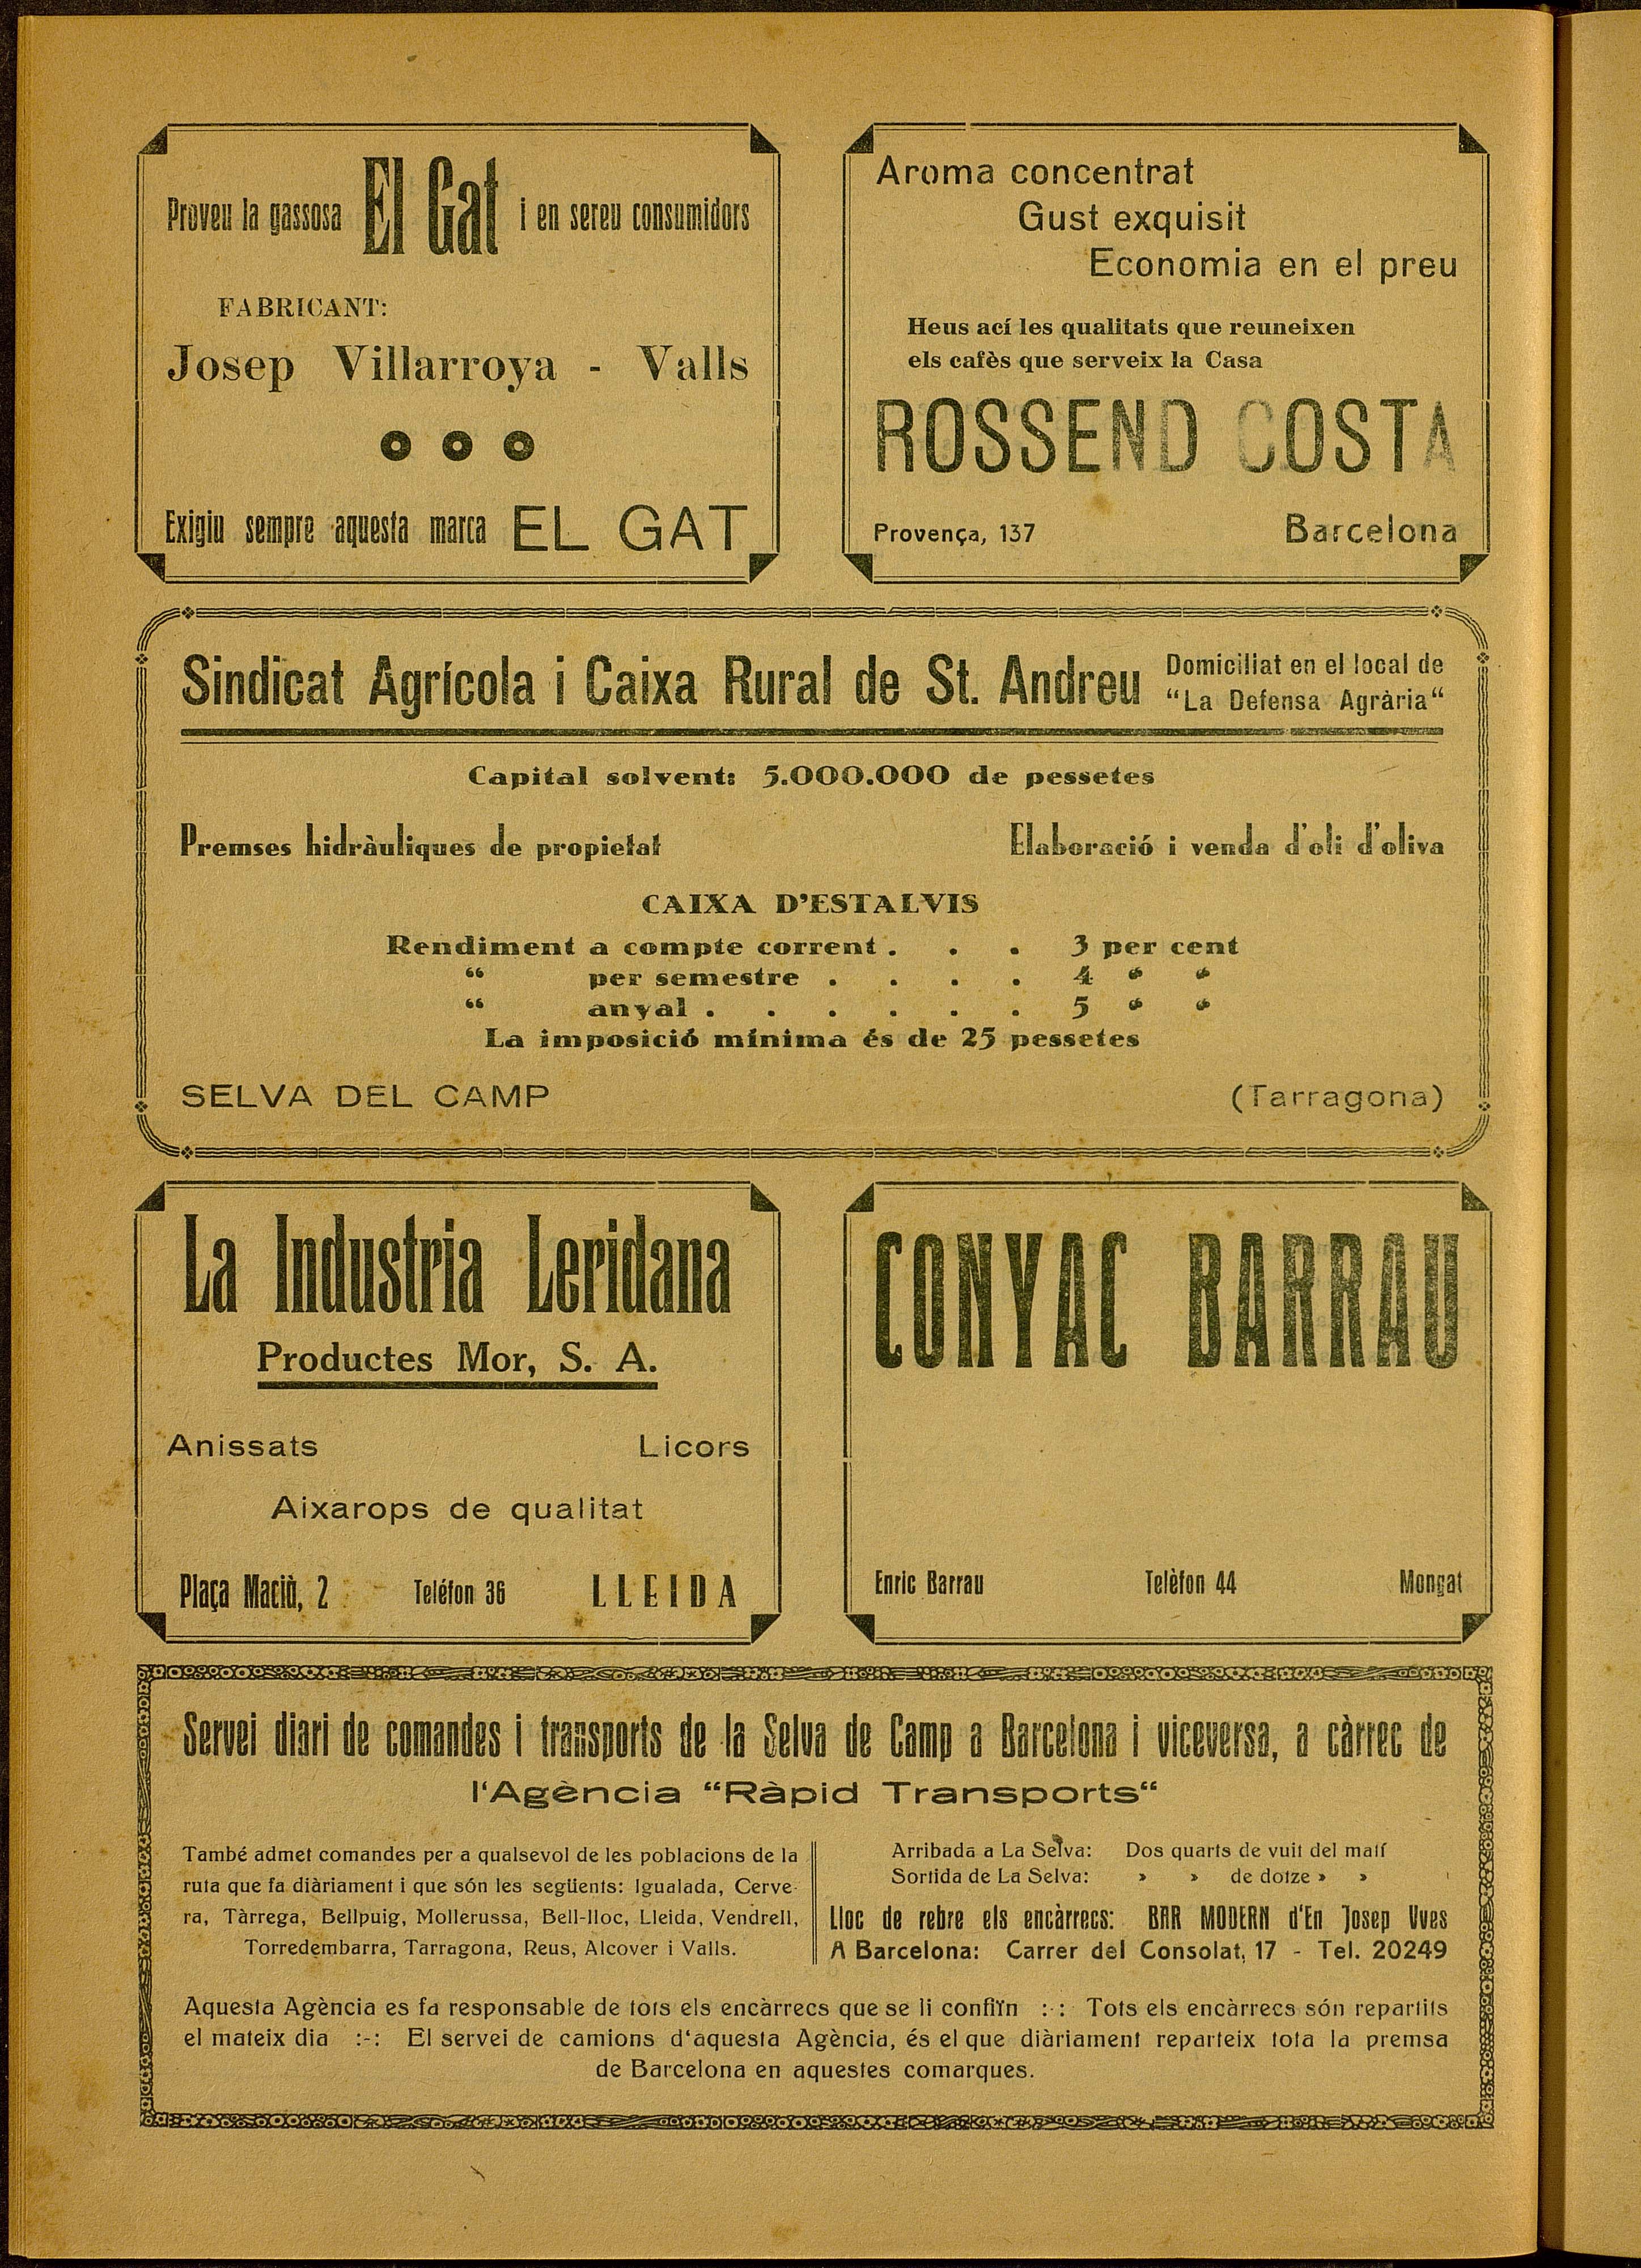 Proveu la gassosa El Gat i en sereu consumidors
FABRICANT:
Josep Villarroya - Valls
Exigiu sempre aquesta marca EL GAT
Aroma concentrat
Gust exquisit
Economia en el preu
Heus ací les qualitats que reuneixen
els cafès que serveix la Casa
ROSSEND COSTA
Provença, 137 Barcelona
Sindicat Agrícola i Caixa Rural de St. Andreu
Domiciliat en el local de
“La Defensa Agrària“
Capital solvent: 5.000.000 de pessetes
Premses hidràuliques de propietat Elaboració i venda d'oli d'oliva
CAIXA D'ESTALVIS
Rendiment a compte corrent . . . 3 per cent
“ per semestre . . . . 4 “ “
“ anyal . . . . . . 5 “ “
La imposició mínima és de 25 pessetes
SELVA DEL CAMP (Tarragona)
La Industria Leridana
Productes Mor, S. A.
Anissats Licors
Aixarops de qualitat
Plaça Macià, 2 Teléfon 36 LLEIDA
CONYAC BARRAU
Enric Barrau Telèfon 44 Mongat
Servei diari de comandes i transports de la Selva de Camp a Barcelona i viceversa, a càrrec de
l'Agència “Ràpid Transports“
També admet comandes per a qualsevol de les poblacions de la
ruta que fa diàriament i que són les següents: Igualada, Cerve-
ra, Tàrrega, Bellpuig, Mollerussa, Bell-lloc, Lleida, Vendrell,
Torredembarra, Tarragona, Reus, Alcover i Valls.
Arribada a La Selva: Dos quarts de vuit del matí
Sortida de La Selva: » » de dotze » »
Lloc de rebre els encàrrecs: BAR MODERN d'En Josep Vves
A Barcelona: Carrer del Consolat, 17 - Tel. 20249
Aquesta Agència es fa responsable de tots els encàrrecs que se li confiïn :-: Tots els encàrrecs són repartits
el mateix dia :-: El servei de camions d'aquesta Agència, és el que diàriament reparteix tota la premsa
de Barcelona en aquestes comarques.